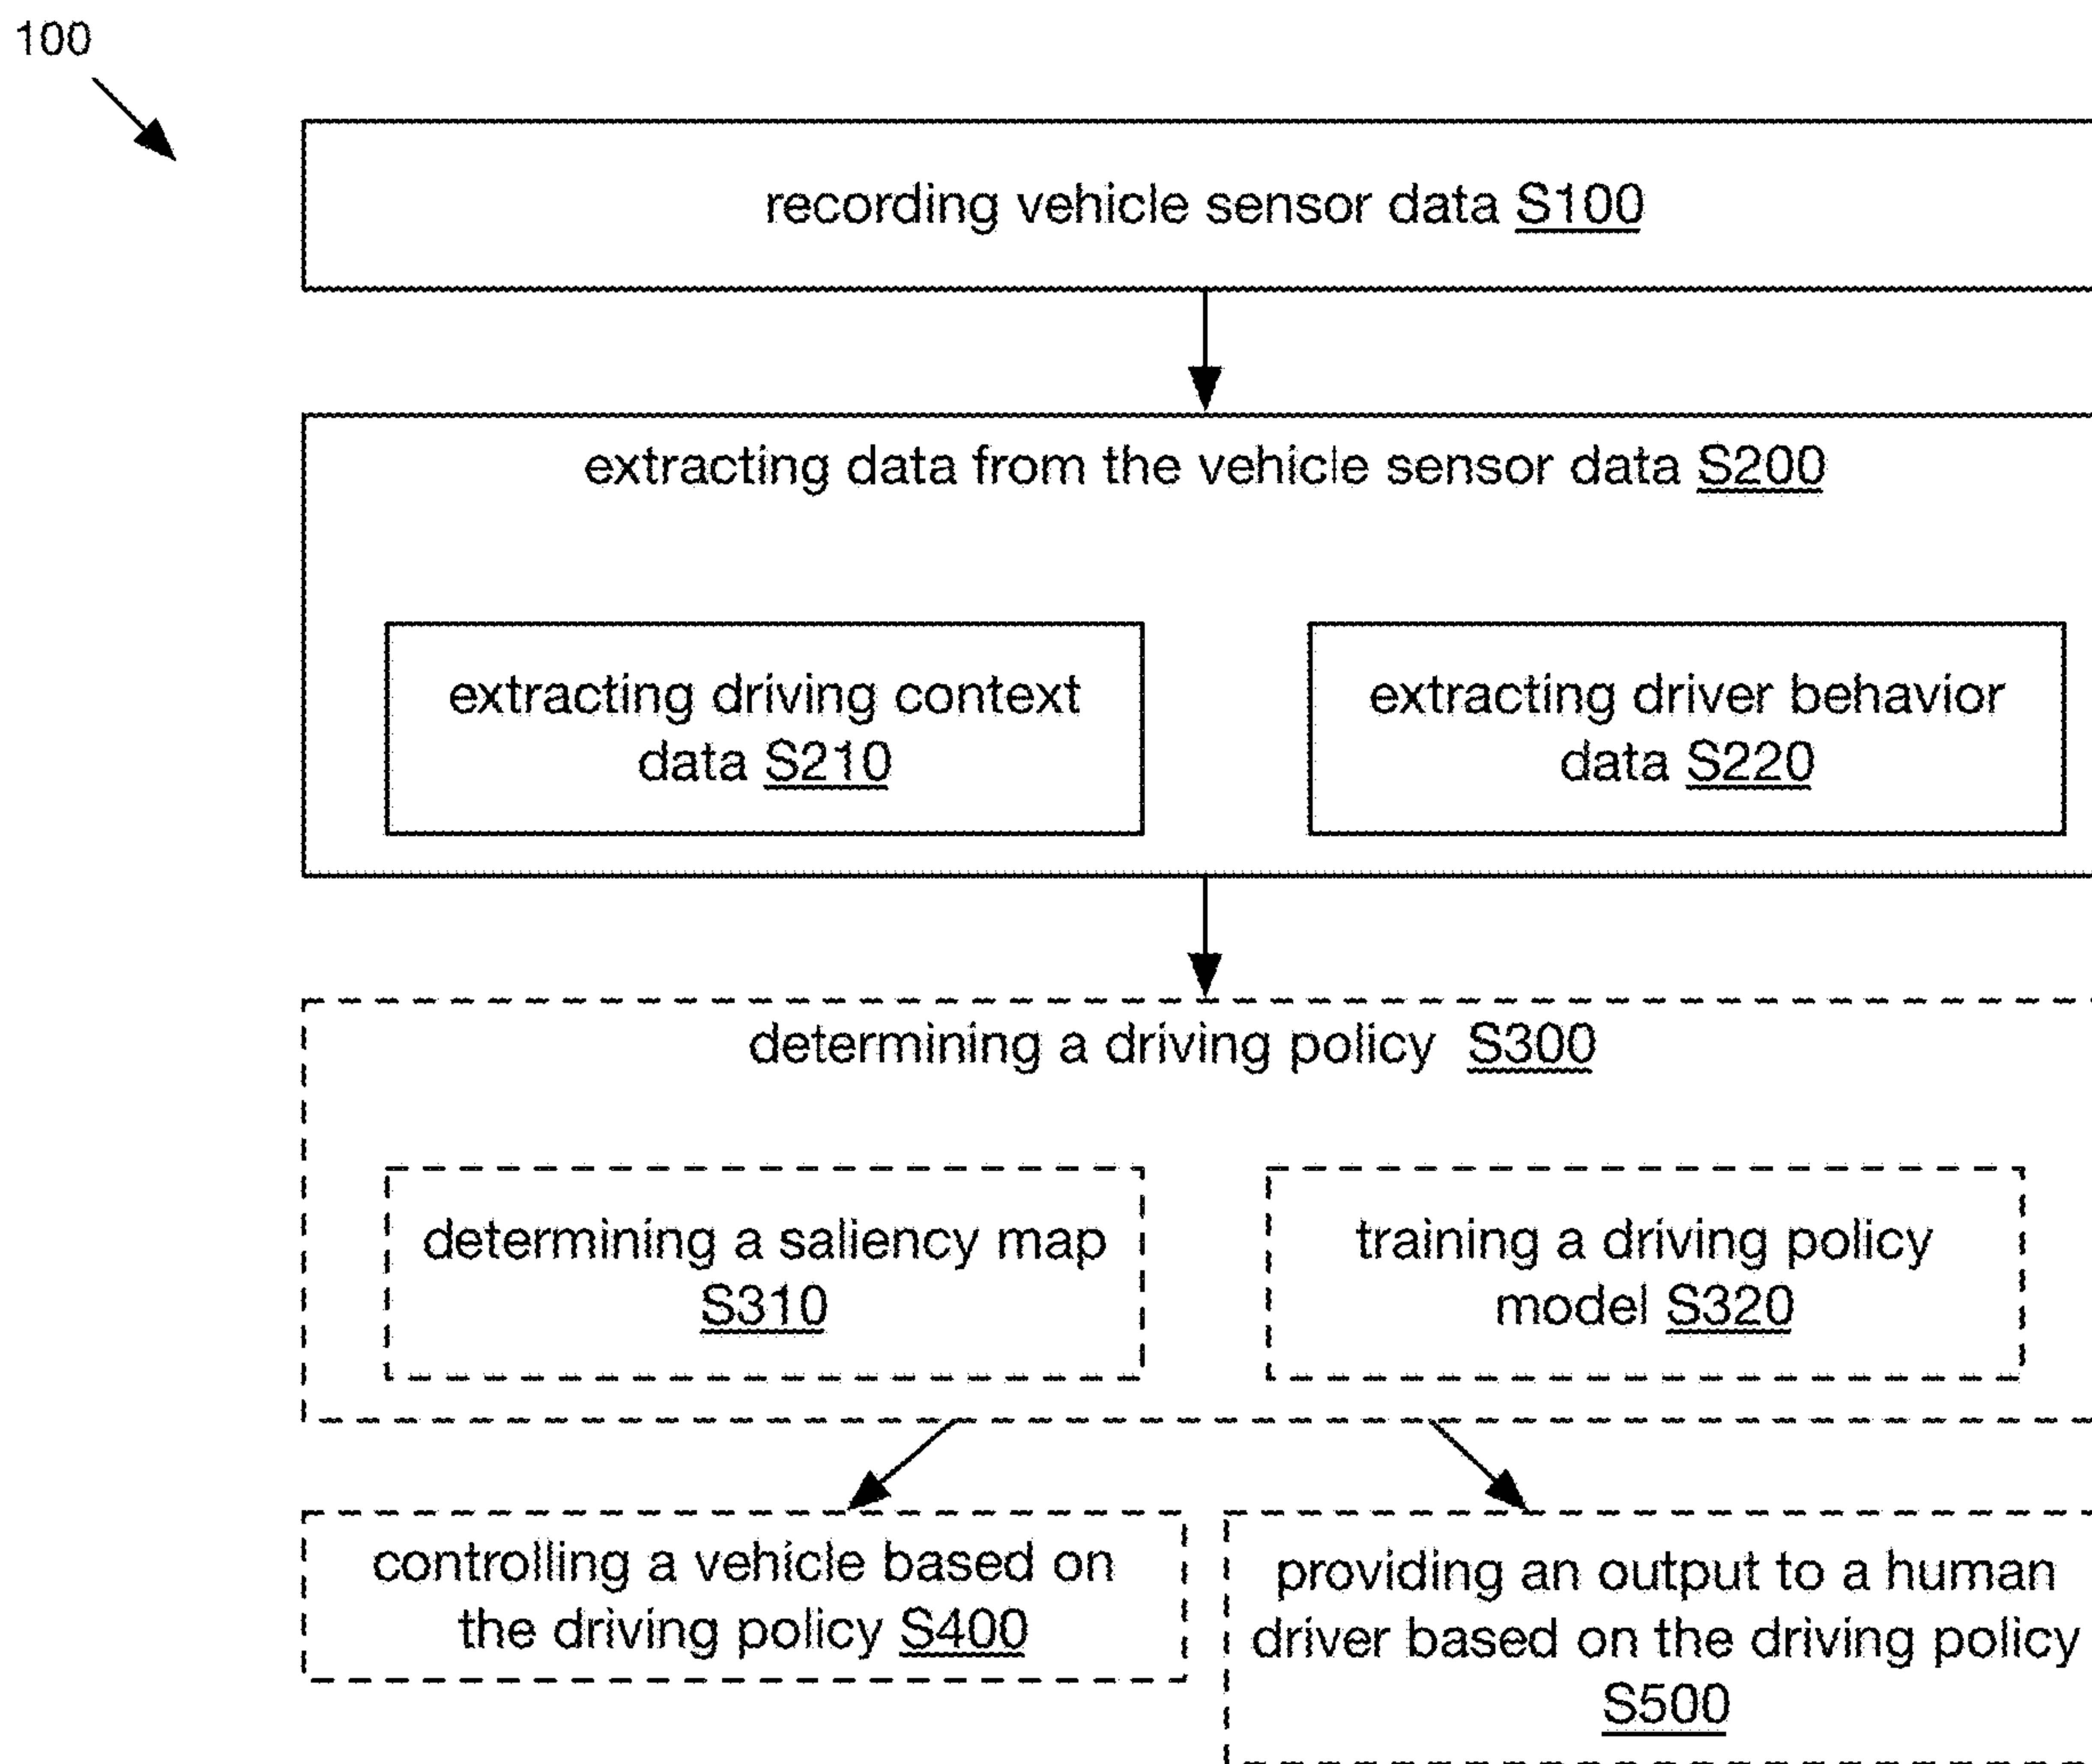 100
recording vehicle sensor data S100
extracting data from the vehicle sensor data S200
extracting driving context
data S210
extracting driver behavior
data S220
determining a driving policy S300
determining a saliency map
S310
training a driving policy
model S320
controlling a vehicle based on
the driving policy S400
providing an output to a human
driver based on the driving policy
S500